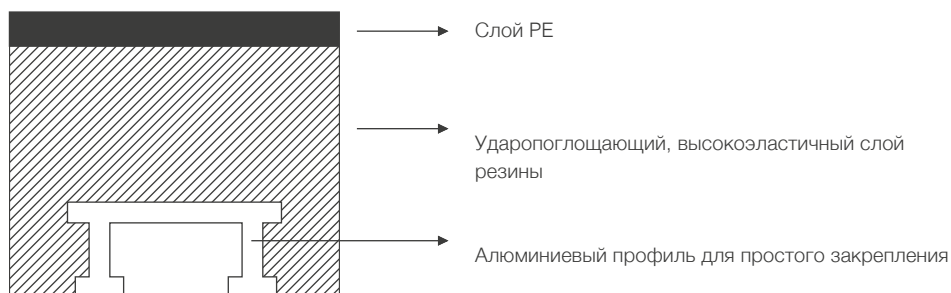 Слой PE
Ударопоглощающий, высокоэластичный слой
резины
Алюминиевый профиль для простого закрепления